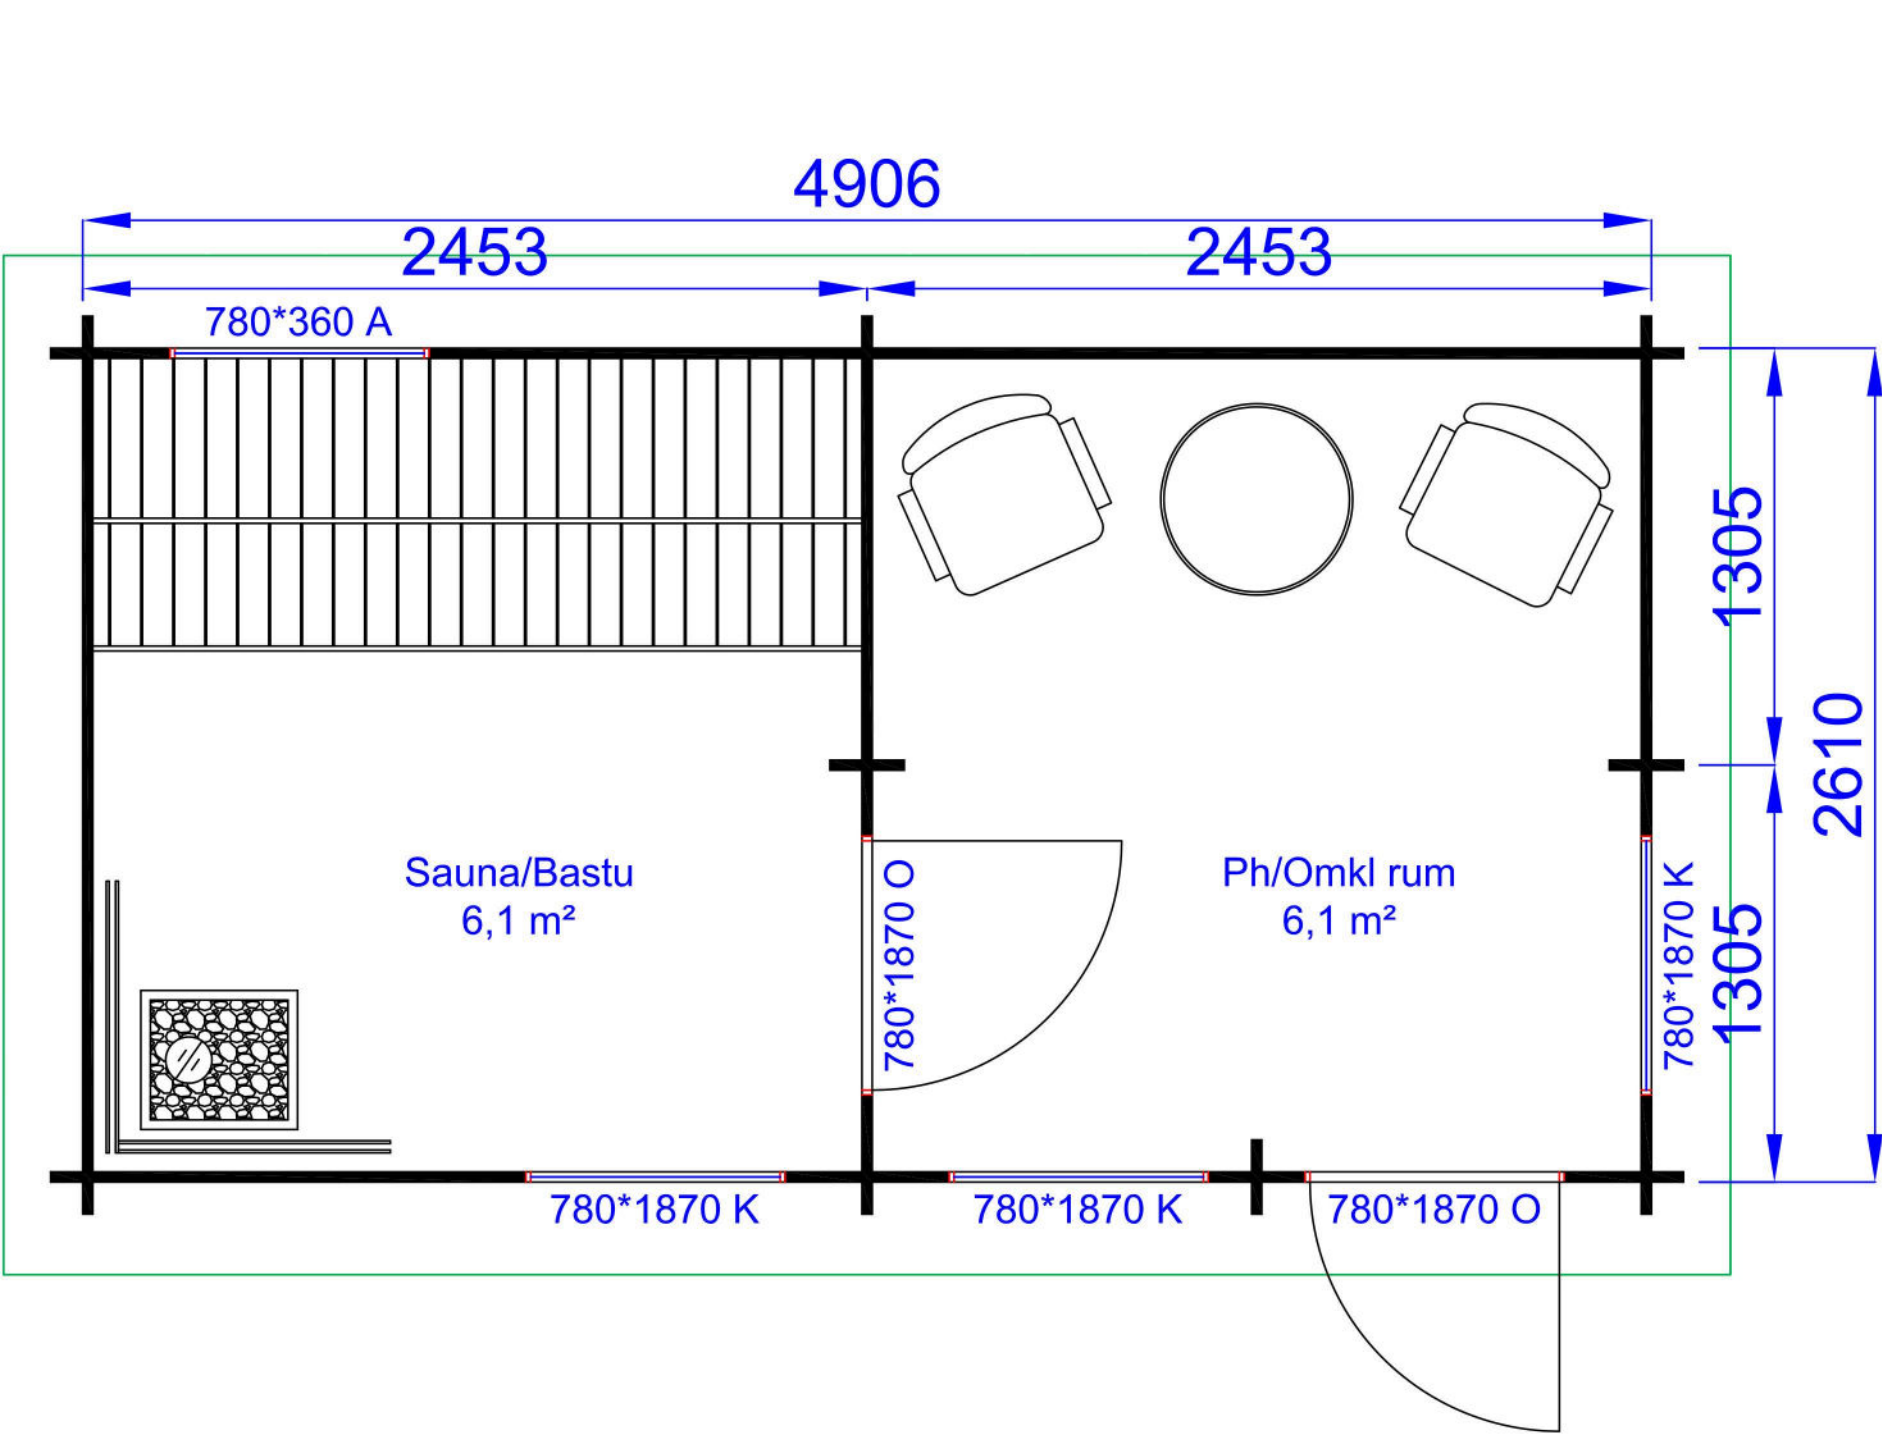 4906
2453
2453
780*360 A
1305
2610
Sauna/Bastu
6,1 m²
780*1870 O
Ph/Omkl rum
6,1 m²
780*1870 K
1305
780*1870 K
780*1870 K
780*1870 O